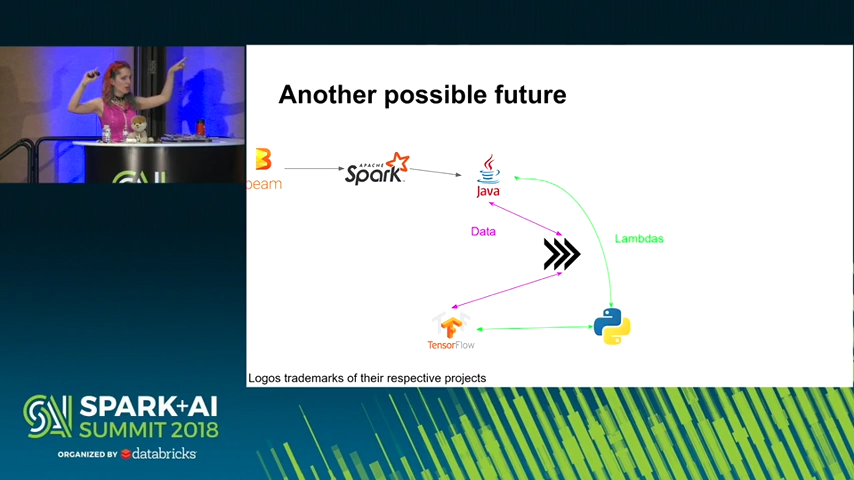 Another possible future
beam
APACHE
Spark
Java
Data
Lambdas
TensorFlow
Logos trademarks of their respective projects
SPARK+AI
SUMMIT 2018
ORGANIZED BY databricks